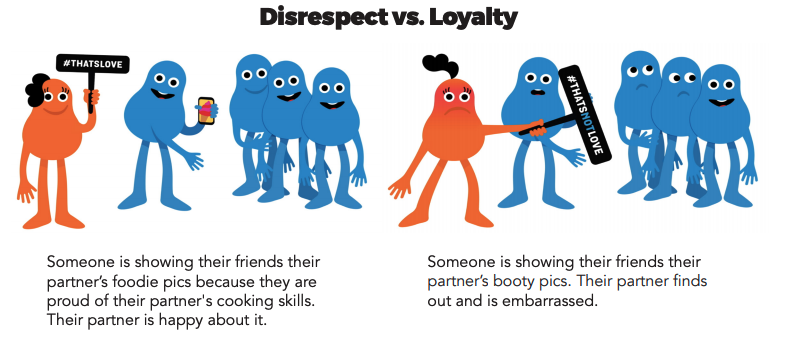 Disrespect vs. Loyalty
#THATSLOVE
#THATSNOTLOVE
Someone is showing their friends their
partner's foodie pics because they are
proud of their partner's cooking skills.
Their partner is happy about it.
Someone is showing their friends their
partner's booty pics. Their partner finds
out and is embarrassed.